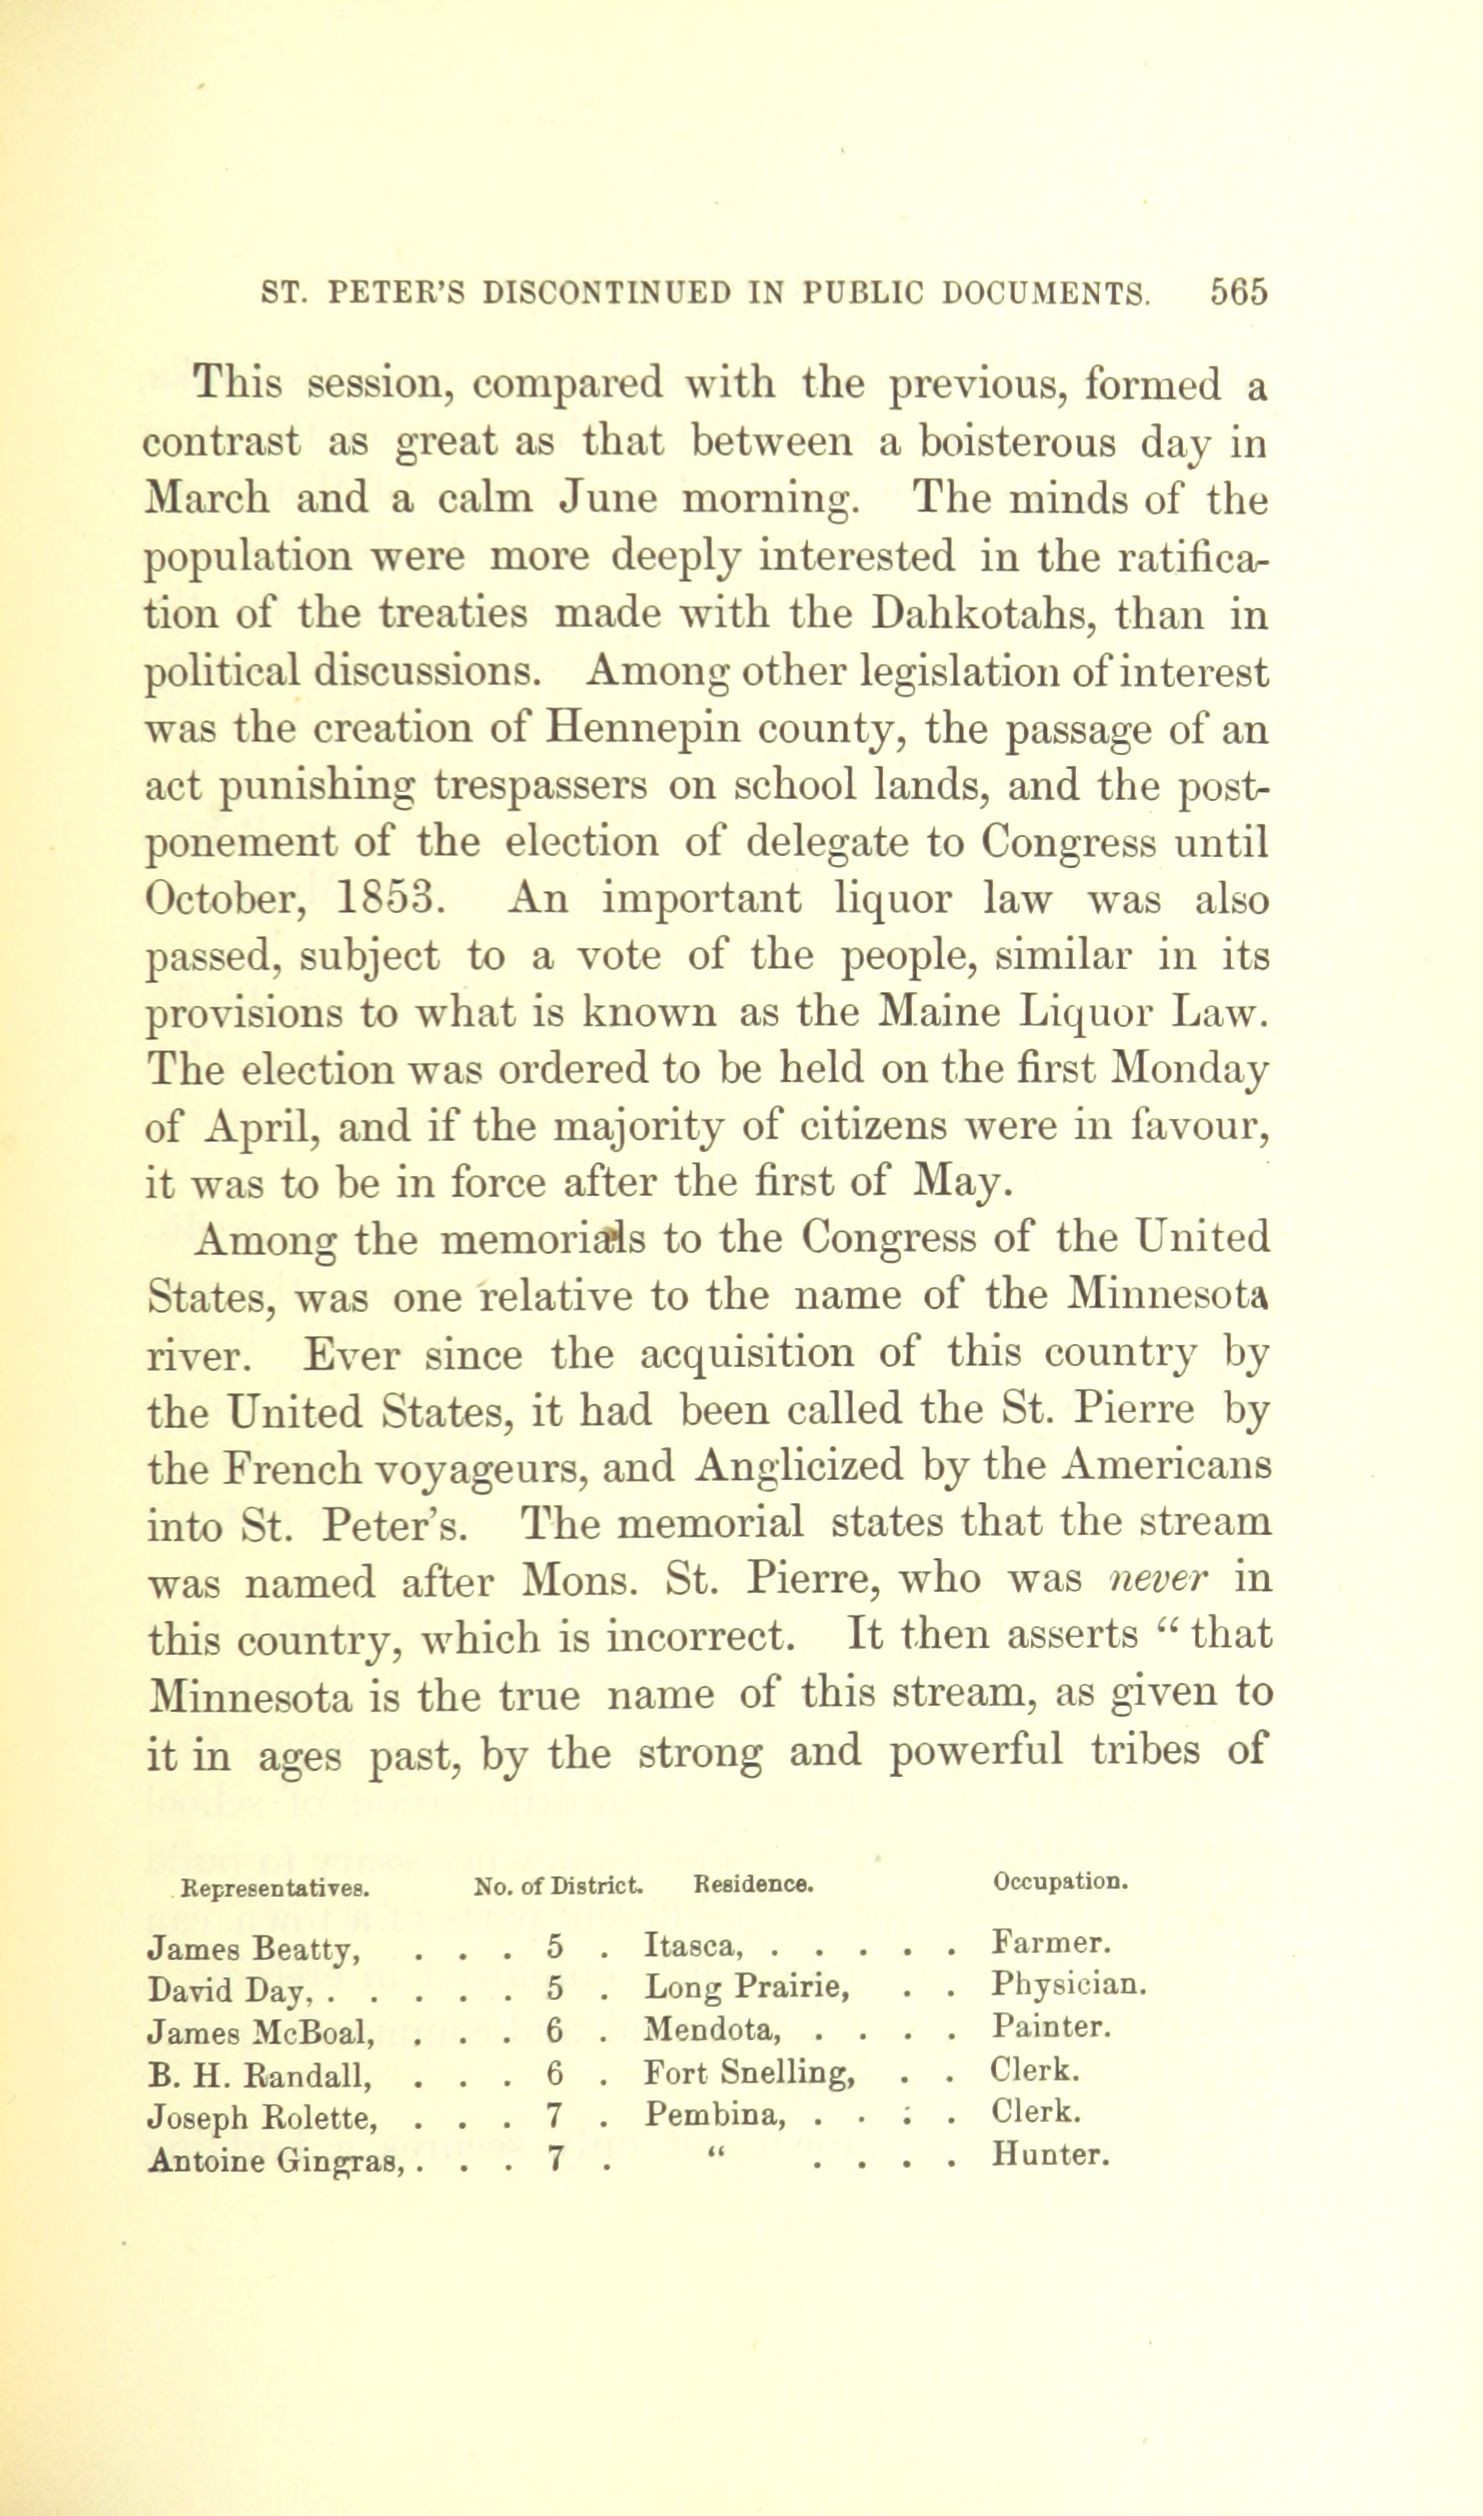 ST. PETER'S DISCONTINUED IN PUBLIC DOCUMENTS. 565
This session, compared with the previous, formed a
contrast as great as that between a boisterous day in
March and a calm June morning. The minds of the
population were more deeply interested in the ratifica-
tion of the treaties made with the Dahkotahs, than in
political discussions. Among other legislation of interest
was the creation of Hennepin county, the passage of an
act punishing trespassers on school lands, and the post-
ponement of the election of delegate to Congress until
October, 1853. An important liquor law was also
passed, subject to a vote of the people, similar in its
provisions to what is known as the Maine Liquor Law.
The election was ordered to be held on the first Monday
of April, and if the majority of citizens were in favour,
it was to be in force after the first of May.
Among the memorials to the Congress of the United
States, was one relative to the name of the Minnesota
river. Ever since the acquisition of this country by
the United States, it had been called the St. Pierre by
the French voyageurs, and Anglicized by the Americans
into St. Peter's. The memorial states that the stream
was named after Mons. St. Pierre, who was never in
this country, which is incorrect. It then asserts “ that
Minnesota is the true name of this stream, as given to
it in ages past, by the strong and powerful tribes of
Representatives. No. of District. Residence. Occupation.
James Beatty, . . . 5 . Itasca, . . . . . Farmer.
David Day, . . . . . 5 . Long Prairie, . . Physician.
James McBoal, . . . 6 . Mendota, . . . . Painter.
B. H. Randall, . . . 6 . Fort Snelling, . . Clerk.
Joseph Rolette, . . . 7 . Pembina, . . . . Clerk.
Antoine Gingras, . . . 7 . “ . . . . Hunter.